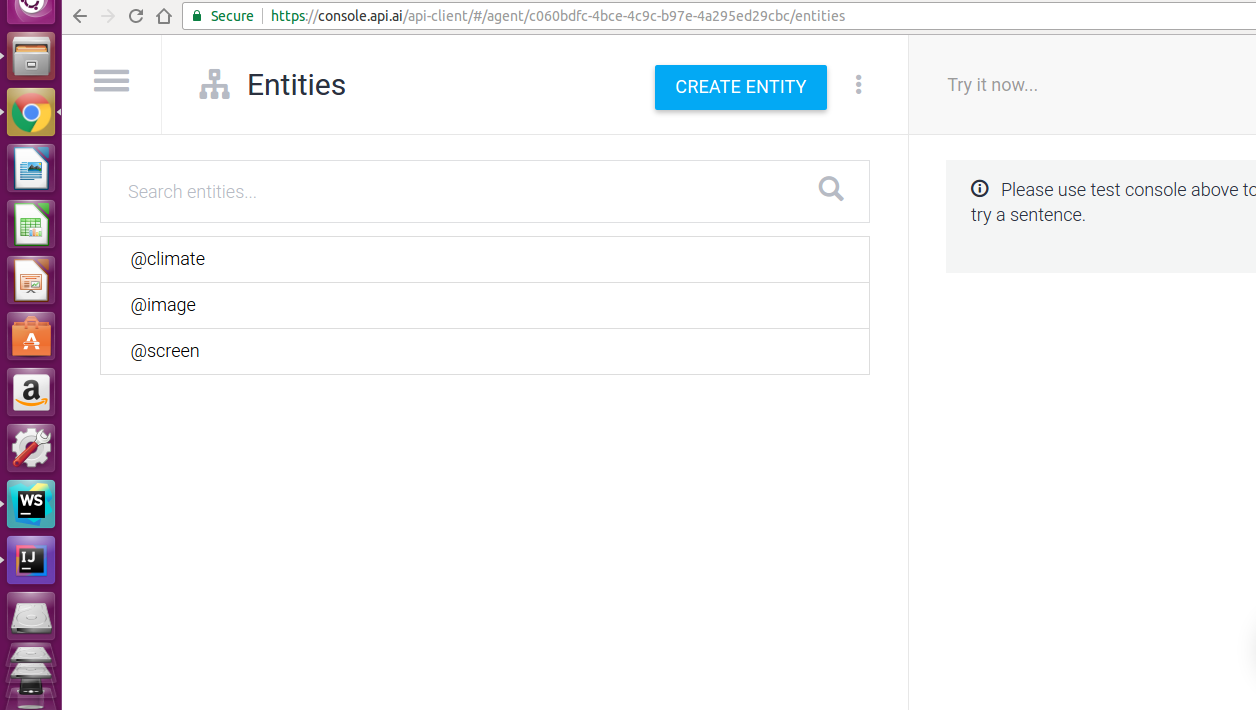 Secure https://console.api.ai/api-client/#/agent/c060bdfc-4bce-4c9c-b97e-4a295ed29cbc/entities
Entities
CREATE ENTITY
Try it now...
Search entities...
@climate
@image
@screen
Please use test console above to
try a sentence.
A
a
WS
IJ